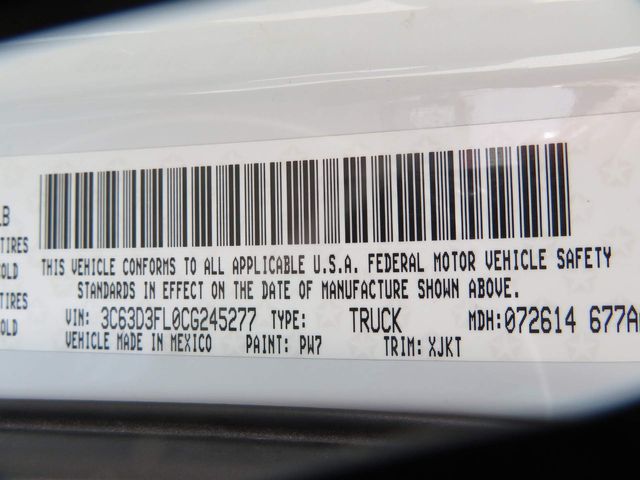 LB
TIRES
COLD
TIRES
COLD
THIS VEHICLE CONFORMS TO ALL APPLICABLE U.S.A. FEDERAL MOTOR VEHICLE SAFETY
STANDARDS IN EFFECT ON THE DATE OF MANUFACTURE SHOWN ABOVE.
VIN: 3C63D3FL0CG245277 TYPE: TRUCK MDH: 072614 677A
VEHICLE MADE IN MEXICO PAINT: PW7 TRIM: XJKT